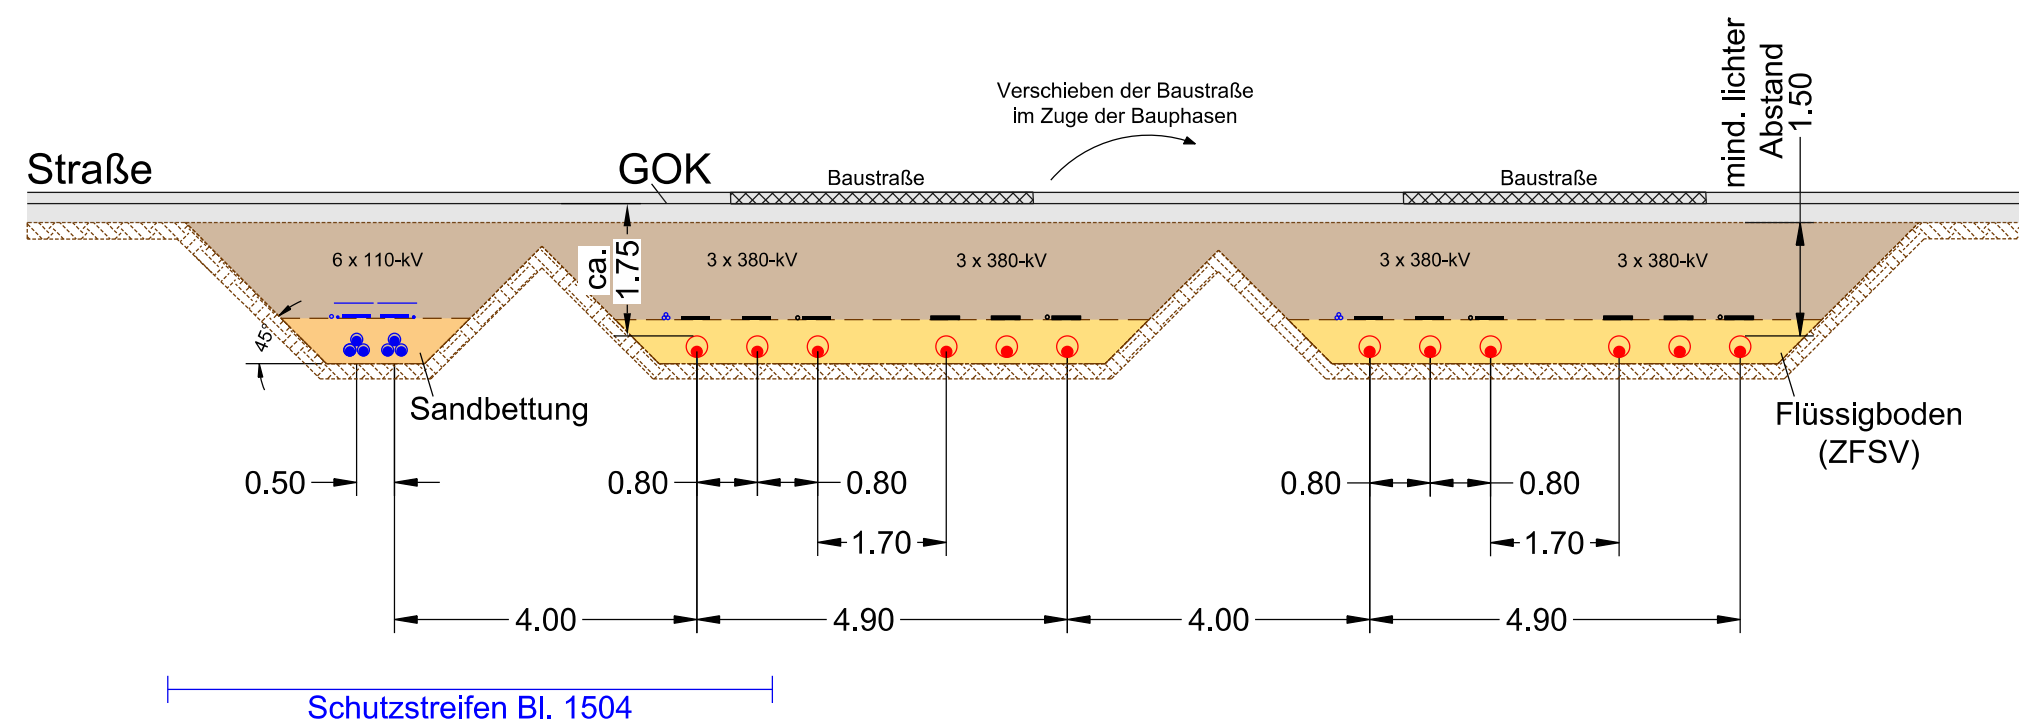 mind. lichter
Abstand
1.50
Verschieben der Baustraße
im Zuge der Bauphasen
Straße
GOK
Baustraße
Baustraße
6 x 110-kV
ca.
1.75
3 x 380-kV
3 x 380-kV
3 x 380-kV
3 x 380-kV
45°
Sandbettung
Flüssigboden
(ZFSV)
0.50
0.80
0.80
0.80
0.80
1.70
1.70
4.00
4.90
4.00
4.90
Schutzstreifen Bl. 1504